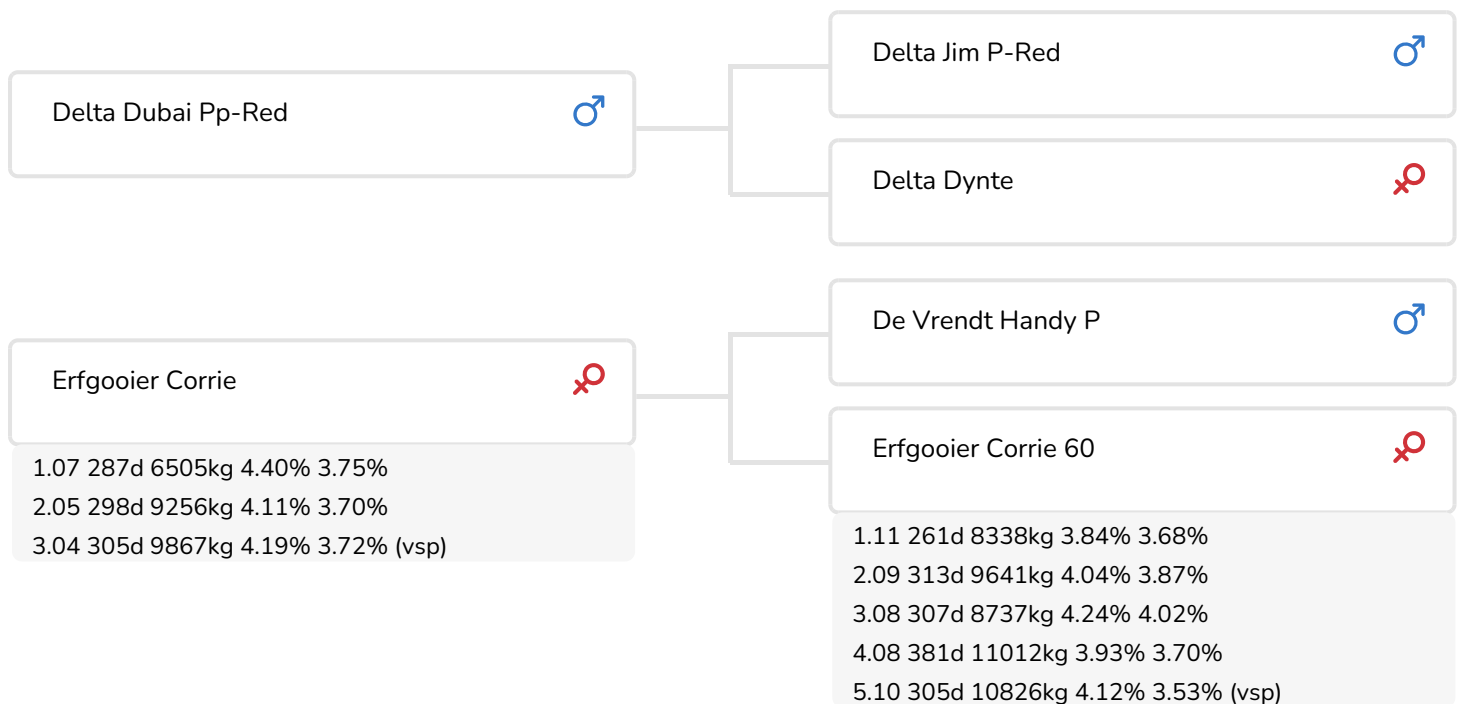 Delta Dubai Pp-Red
Delta Jim P-Red
Delta Dynte
Erfgooier Corrie
1.07 287d 6505kg 4.40% 3.75%
2.05 298d 9256kg 4.11% 3.70%
3.04 305d 9867kg 4.19% 3.72% (vsp)
De Vrendt Handy P
Erfgooier Corrie 60
1.11 261d 8338kg 3.84% 3.68%
2.09 313d 9641kg 4.04% 3.87%
3.08 307d 8737kg 4.24% 4.02%
4.08 381d 11012kg 3.93% 3.70%
5.10 305d 10826kg 4.12% 3.53% (vsp)